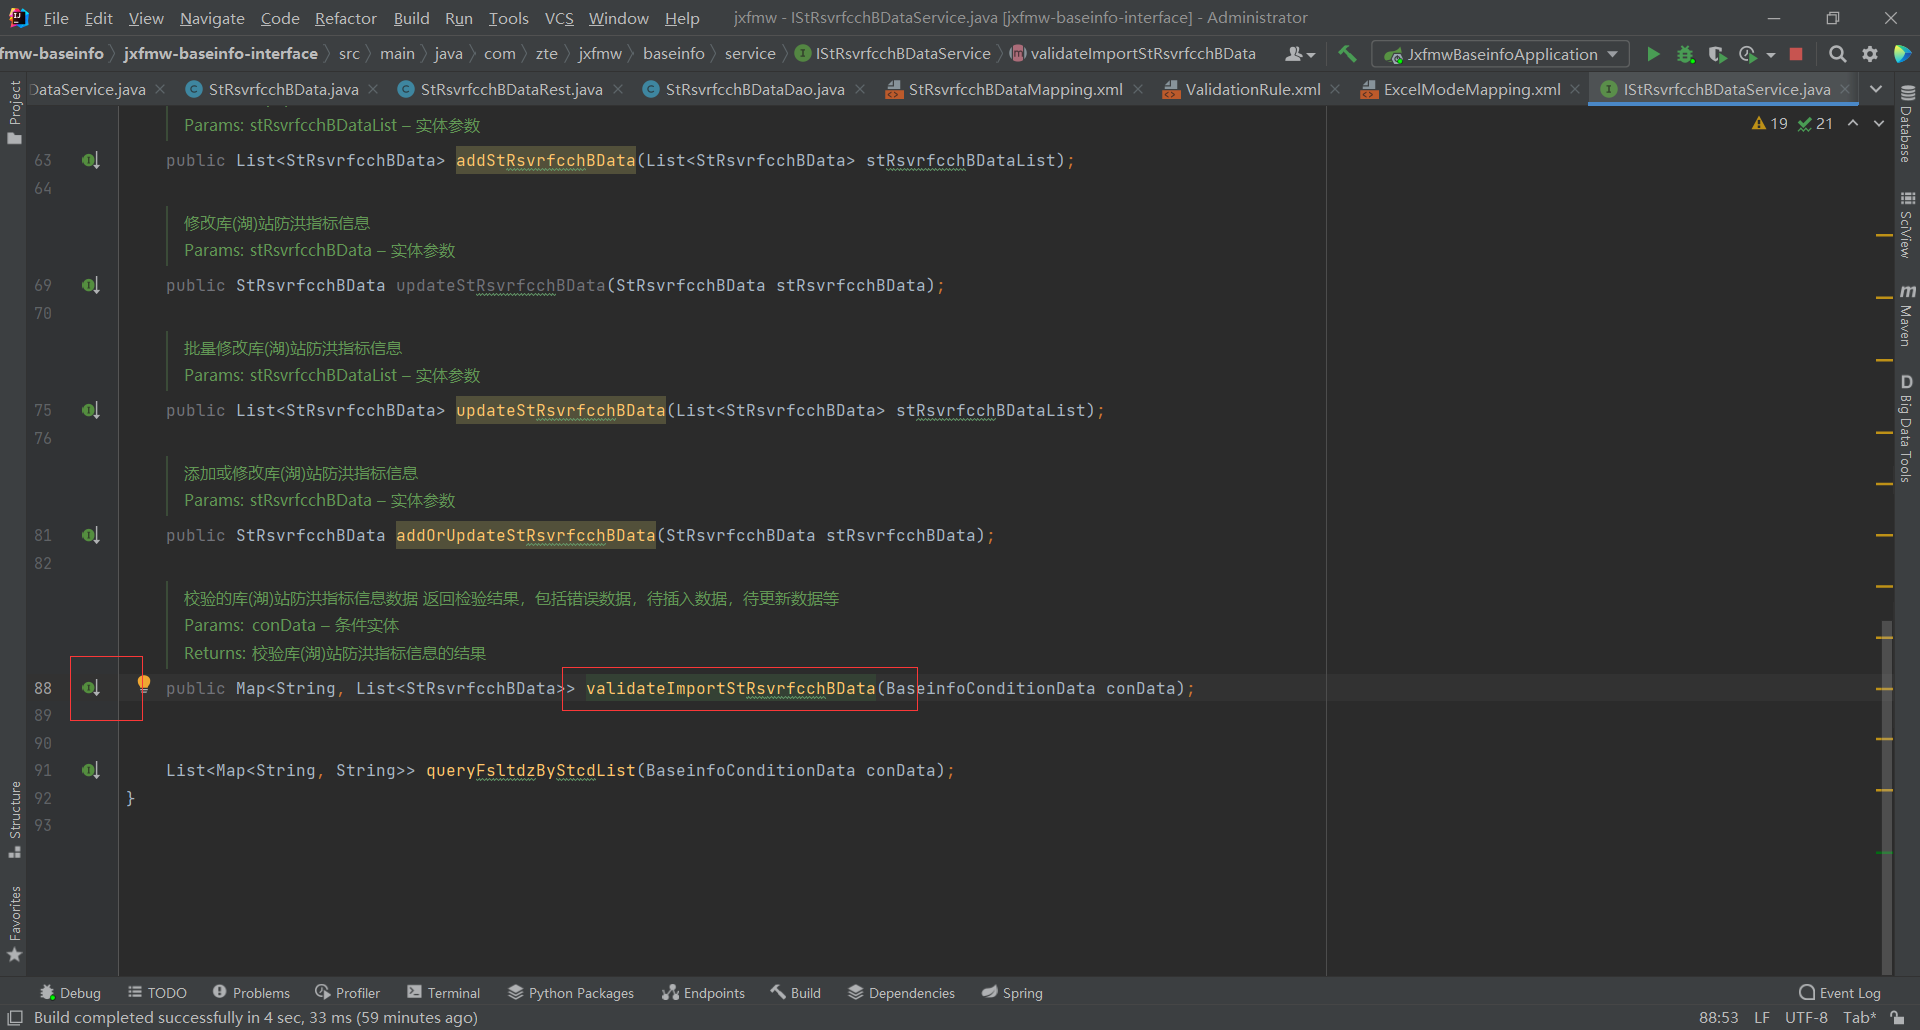 File Edit View Navigate Code Refactor Build Run Tools VCS Window Help jxfmw - IStRsvrfcchBDataService.java [jxfmw-baseinfo-interface] - Administrator
fmw-baseinfo jxfmw-baseinfo-interface src main java com zte jxfmw baseinfo service IStRsvrfcchBDataService validateImportStRsvrfcchBData JxfmwBaseinfoApplication
DataService.java StRsvrfcchBData.java StRsvrfcchBDataRest.java StRsvrfcchBDataDao.java StRsvrfcchBDataMapping.xml ValidationRule.xml ExcelModeMapping.xml IStRsvrfcchBDataService.java
19 21
Params: stRsvrfcchBDataList – 实体参数
63 public List<StRsvrfcchBData> addStRsvrfcchBData(List<StRsvrfcchBData> stRsvrfcchBDataList);
64
修改库(湖)站防洪指标信息
Params: stRsvrfcchBData – 实体参数
69 public StRsvrfcchBData updateStRsvrfcchBData(StRsvrfcchBData stRsvrfcchBData);
70
批量修改库(湖)站防洪指标信息
Params: stRsvrfcchBDataList – 实体参数
75 public List<StRsvrfcchBData> updateStRsvrfcchBData(List<StRsvrfcchBData> stRsvrfcchBDataList);
76
添加或修改库(湖)站防洪指标信息
Params: stRsvrfcchBData – 实体参数
81 public StRsvrfcchBData addOrUpdateStRsvrfcchBData(StRsvrfcchBData stRsvrfcchBData);
82
校验的库(湖)站防洪指标信息数据 返回检验结果，包括错误数据，待插入数据，待更新数据等
Params: conData – 条件实体
Returns: 校验库(湖)站防洪指标信息的结果
88 public Map<String, List<StRsvrfcchBData>> validateImportStRsvrfcchBData(BaseinfoConditionData conData);
89
90
91 List<Map<String, String>> queryFsltdzByStcdList(BaseinfoConditionData conData);
92 }
93
Project
Structure
Favorites
Database
SciView
Maven
Big Data Tools
Debug TODO Problems Profiler Terminal Python Packages Endpoints Build Dependencies Spring Event Log
Build completed successfully in 4 sec, 33 ms (59 minutes ago) 88:53 LF UTF-8 Tab*